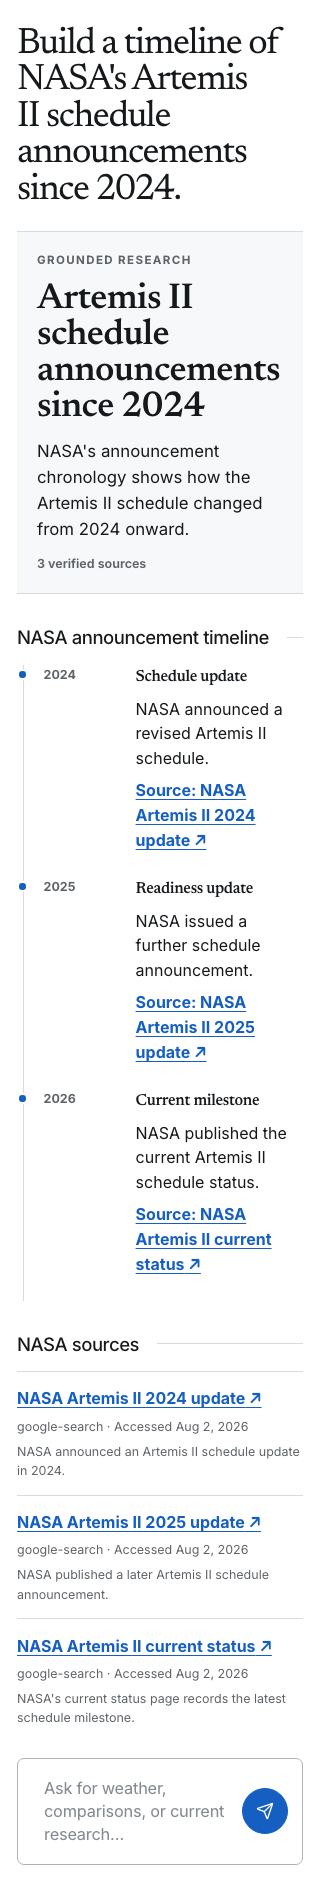 Build a timeline of
NASA's Artemis
II schedule
announcements
since 2024.
GROUNDED RESEARCH
Artemis II
schedule
announcements
since 2024
NASA's announcement
chronology shows how the
Artemis II schedule changed
from 2024 onward.
3 verified sources
NASA announcement timeline
2024
Schedule update
NASA announced a
revised Artemis II
schedule.
Source: NASA
Artemis II 2024
update ↗
2025
Readiness update
NASA issued a
further schedule
announcement.
Source: NASA
Artemis II 2025
update ↗
2026
Current milestone
NASA published the
current Artemis II
schedule status.
Source: NASA
Artemis II current
status ↗
NASA sources
NASA Artemis II 2024 update ↗
google-search · Accessed Aug 2, 2026
NASA announced an Artemis II schedule update
in 2024.
NASA Artemis II 2025 update ↗
google-search · Accessed Aug 2, 2026
NASA published a later Artemis II schedule
announcement.
NASA Artemis II current status ↗
google-search · Accessed Aug 2, 2026
NASA's current status page records the latest
schedule milestone.
Ask for weather,
comparisons, or current
research...